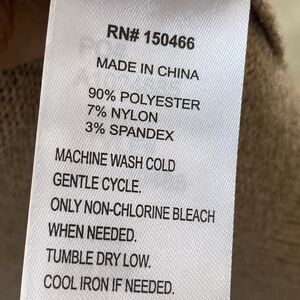 RN# 150466
MADE IN CHINA
90% POLYESTER
7% NYLON
3% SPANDEX
MACHINE WASH COLD
GENTLE CYCLE.
ONLY NON-CHLORINE BLEACH
WHEN NEEDED.
TUMBLE DRY LOW.
COOL IRON IF NEEDED.